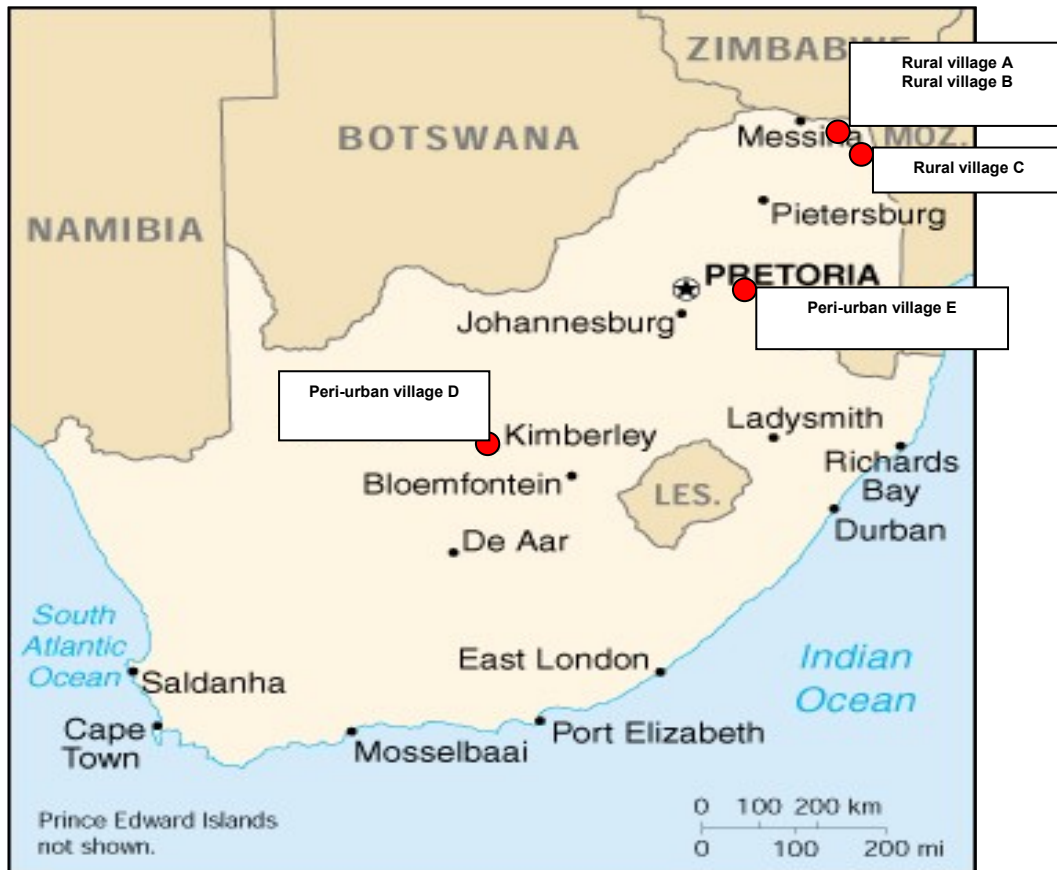 ZIMBABWE
Rural village A
Rural village B
BOTSWANA
Messina
MOZ.
Rural village C
NAMIBIA
Pietersburg
PRETORIA
Johannesburg
Peri-urban village E
Peri-urban village D
Kimberley
Ladysmith
Bloemfontein
LES.
Richards
Bay
Durban
De Aar
South
Atlantic
Ocean
Saldanha
East London
Indian
Ocean
Cape
Town
Mosselbaai
Port Elizabeth
Prince Edward Islands
not shown.
0 100 200 km
0 100 200 mi